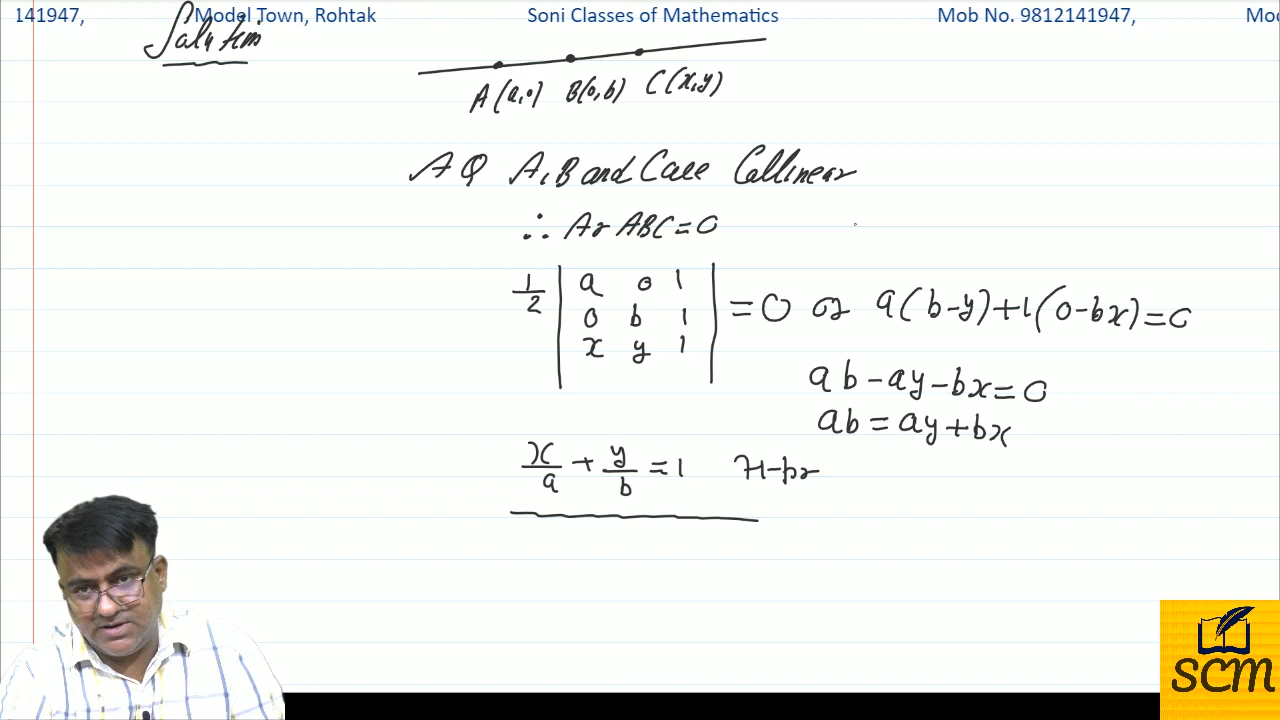 141947, Model Town, Rohtak Soni Classes of Mathematics Mob No. 9812141947, Moc
Solution
A(a,0) B(0,b) C(x,y)
A Q A,B and C are Collinear
∴ Ar ABC = 0
1/2 | a 0 1 | = 0 or a(b-y)+1(0-bx)=0
0 b 1
x y 1
ab-ay-bx=0
ab=ay+bx
x/a + y/b = 1 H-pr
SCM